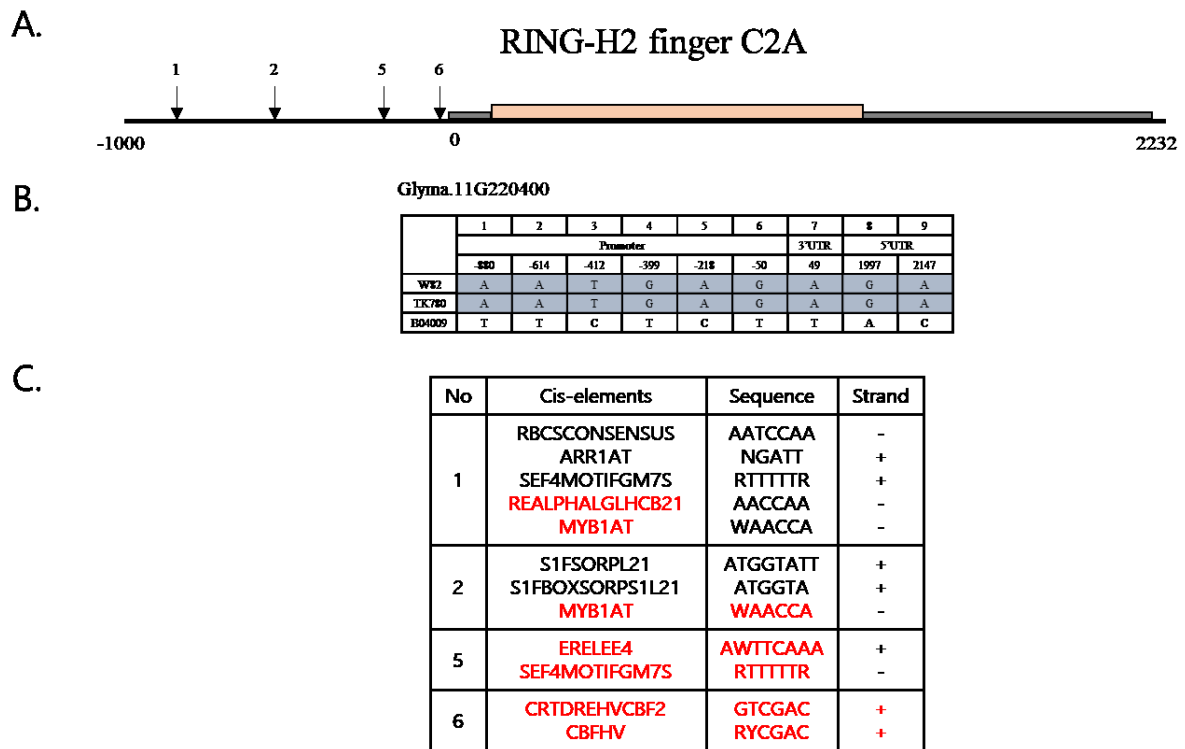 A.
RING-H2 finger C2A
1 2 5 6
-1000 0 2232
B.
Glyma.11G220400
1 2 3 4 5 6 7 8 9
Promoter 3'UTR 5'UTR
-880 -614 -412 -399 -218 -50 49 1997 2147
W82 A A T G A G A G A
TK780 A A T G A G A G A
B04009 T T C T C T T A C
C.
No Cis-elements Sequence Strand
RBCSCONSENSUS AATCCAA -
ARR1AT NGATT +
1 SEF4MOTIFGM7S RTTTTTR +
REALPHALGLHCB21 AACCAA -
MYB1AT WAACCA -
S1FSORPL21 ATGGTATT +
2 S1FBOXSORPS1L21 ATGGTA +
MYB1AT WAACCA -
5 ERELEE4 AWTTCAAA +
SEF4MOTIFGM7S RTTTTTR -
6 CRTDREHVCBF2 GTCGAC +
CBFHV RYCGAC +